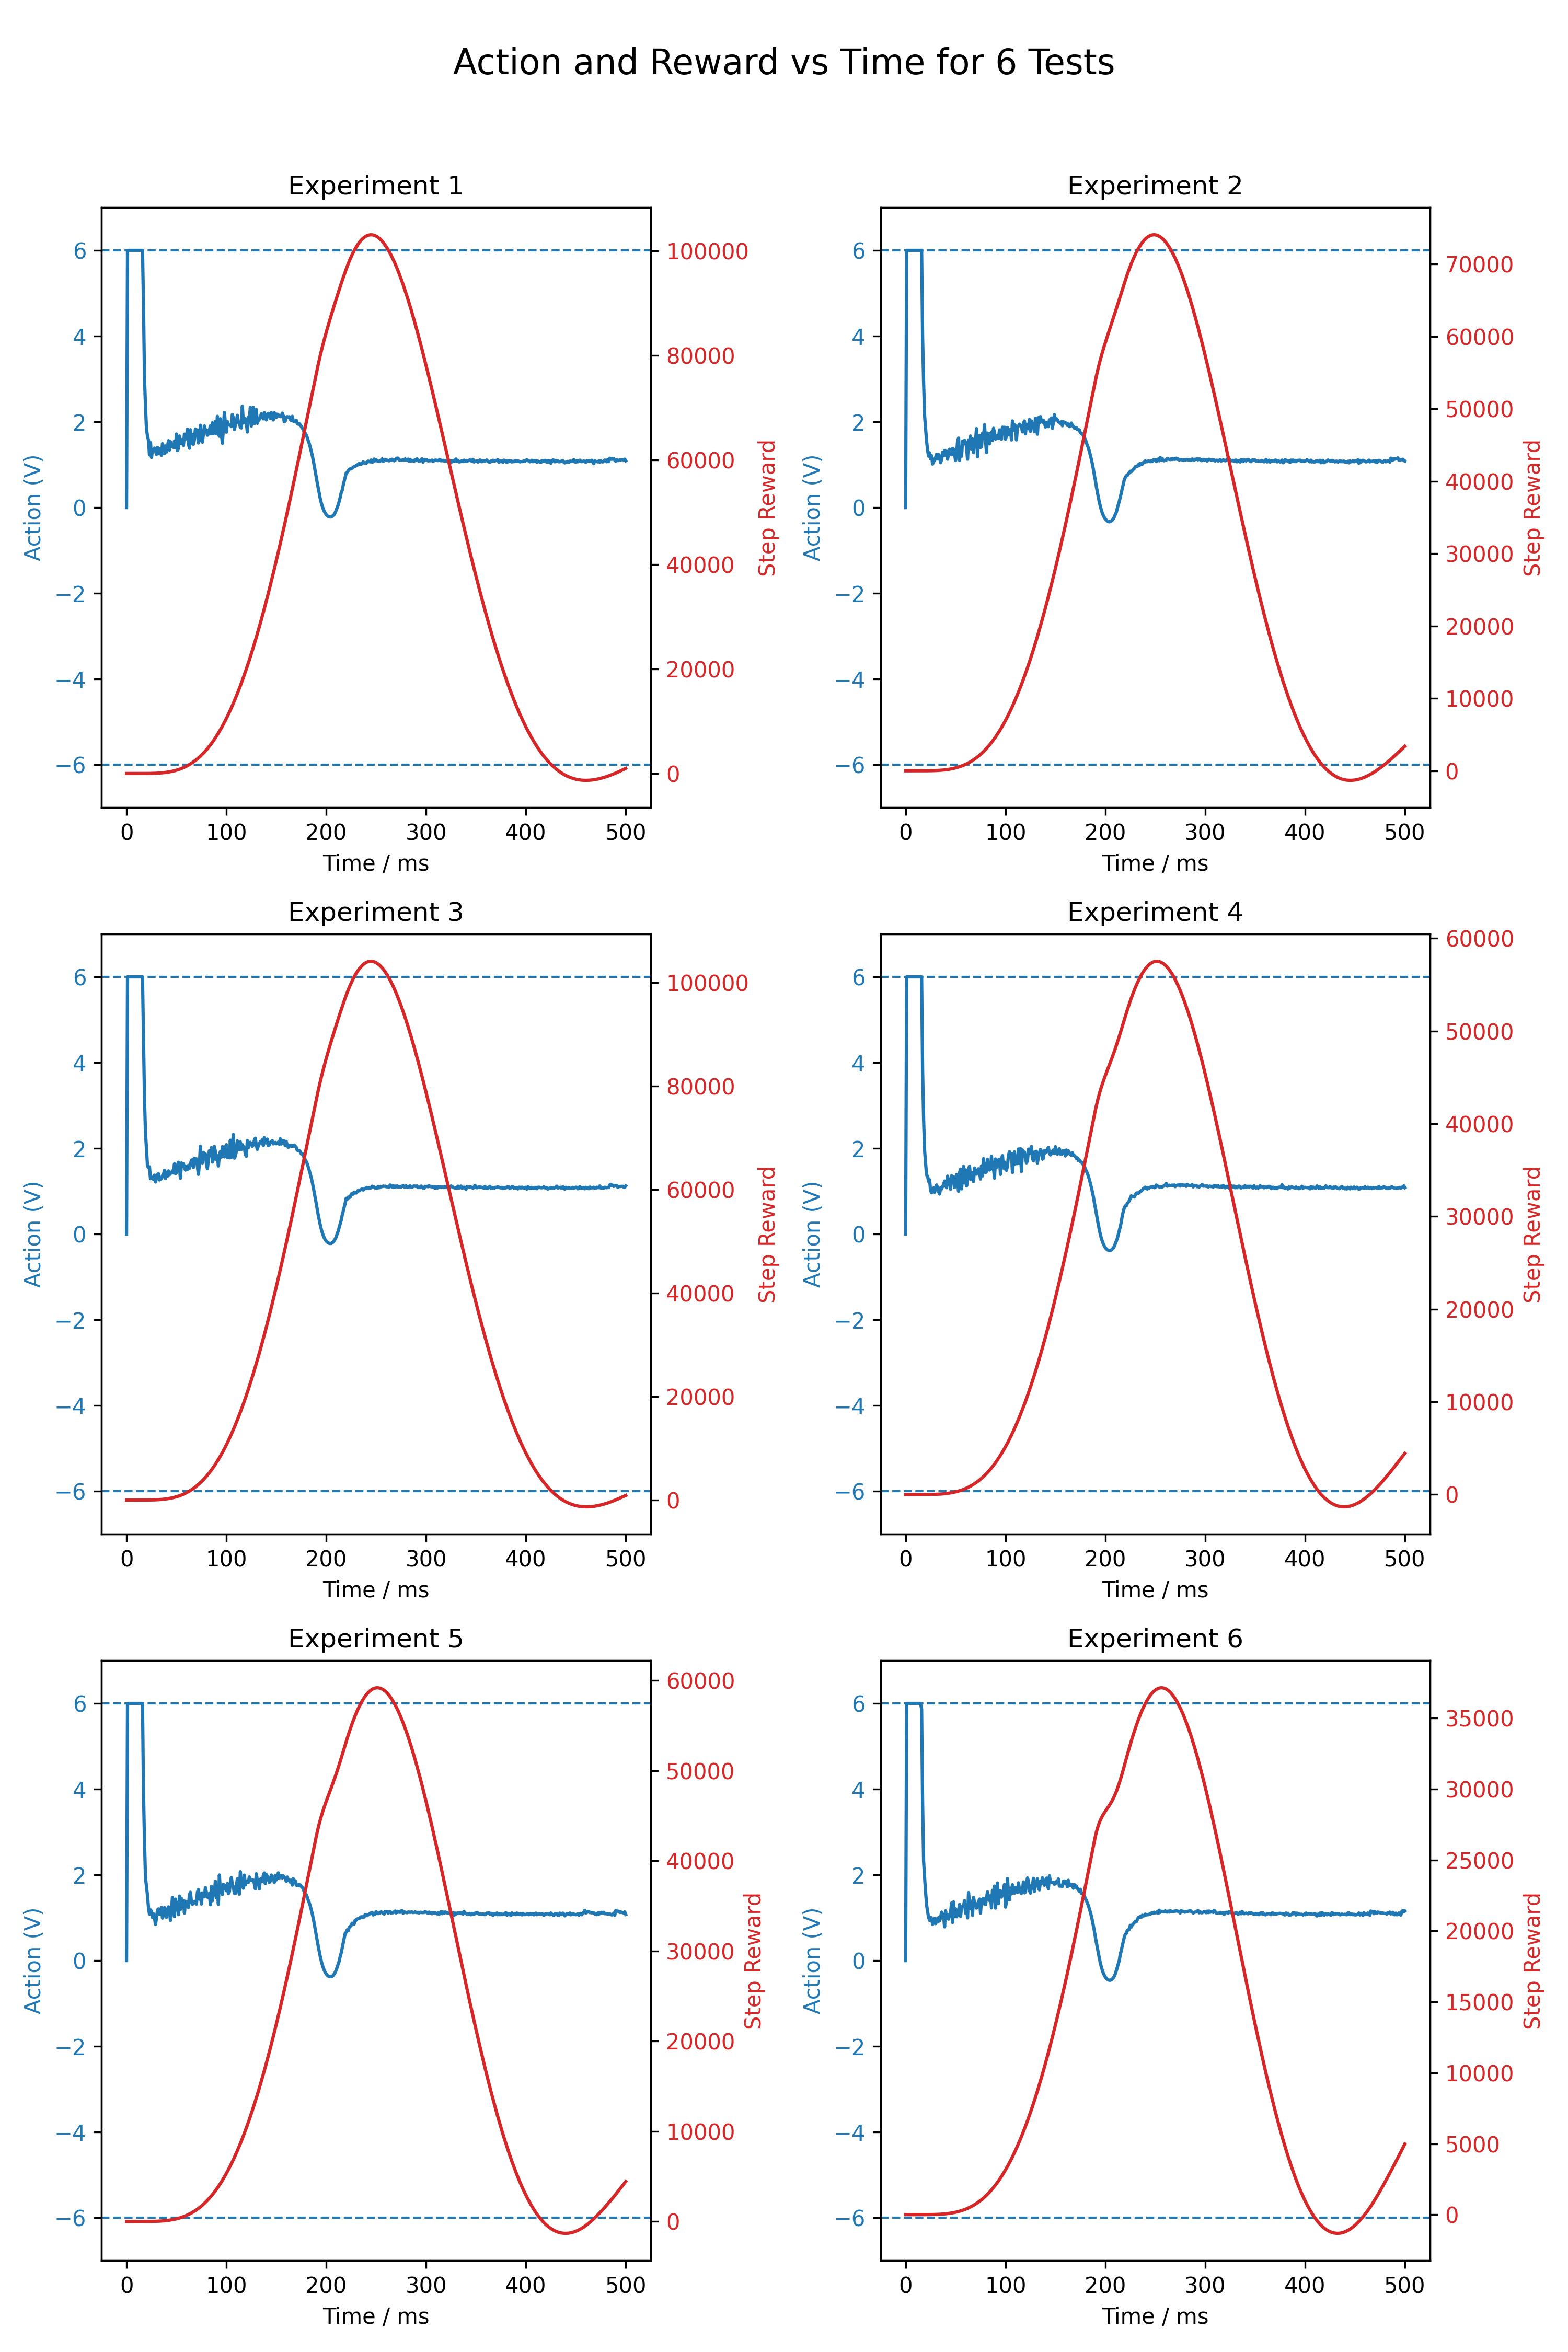 Action and Reward vs Time for 6 Tests
Experiment 1
6
4
2
0
−2
−4
−6
Action (V)
100000
80000
60000
40000
20000
0
Step Reward
0 100 200 300 400 500
Time / ms
Experiment 2
6
4
2
0
−2
−4
−6
Action (V)
70000
60000
50000
40000
30000
20000
10000
0
Step Reward
0 100 200 300 400 500
Time / ms
Experiment 3
6
4
2
0
−2
−4
−6
Action (V)
100000
80000
60000
40000
20000
0
Step Reward
0 100 200 300 400 500
Time / ms
Experiment 4
6
4
2
0
−2
−4
−6
Action (V)
60000
50000
40000
30000
20000
10000
0
Step Reward
0 100 200 300 400 500
Time / ms
Experiment 5
6
4
2
0
−2
−4
−6
Action (V)
60000
50000
40000
30000
20000
10000
0
Step Reward
0 100 200 300 400 500
Time / ms
Experiment 6
6
4
2
0
−2
−4
−6
Action (V)
35000
30000
25000
20000
15000
10000
5000
0
Step Reward
0 100 200 300 400 500
Time / ms